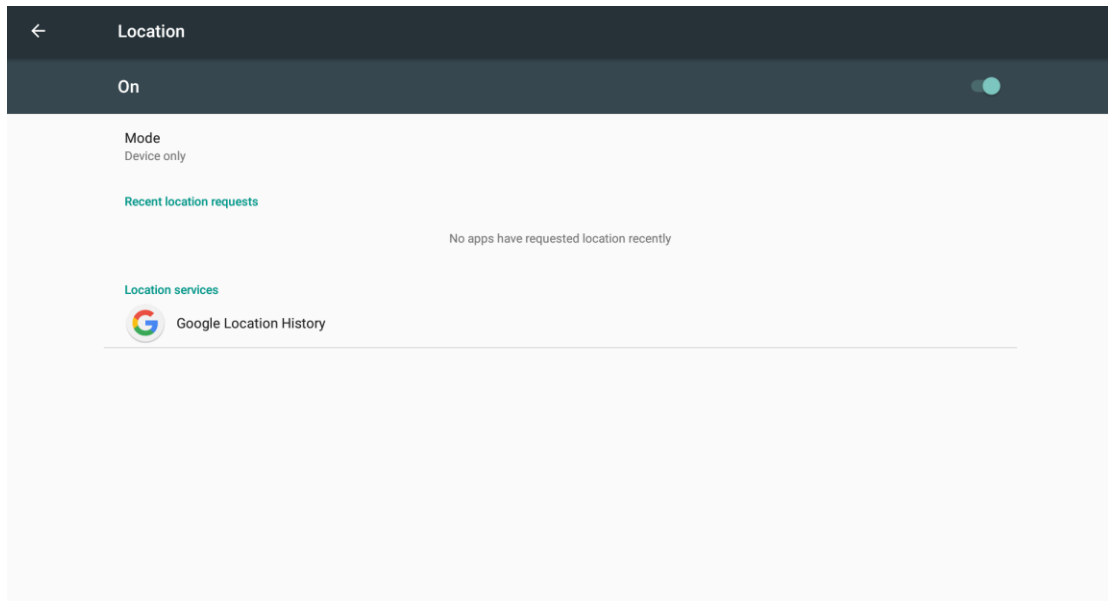 Location
On
Mode
Device only
Recent location requests
No apps have requested location recently
Location services
Google Location History